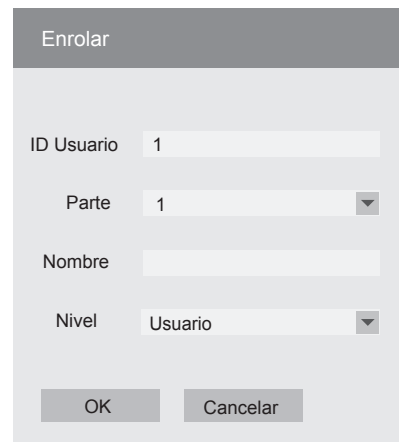 Enrolar
ID Usuario 1
Parte 1
Nombre
Nivel Usuario
OK Cancelar